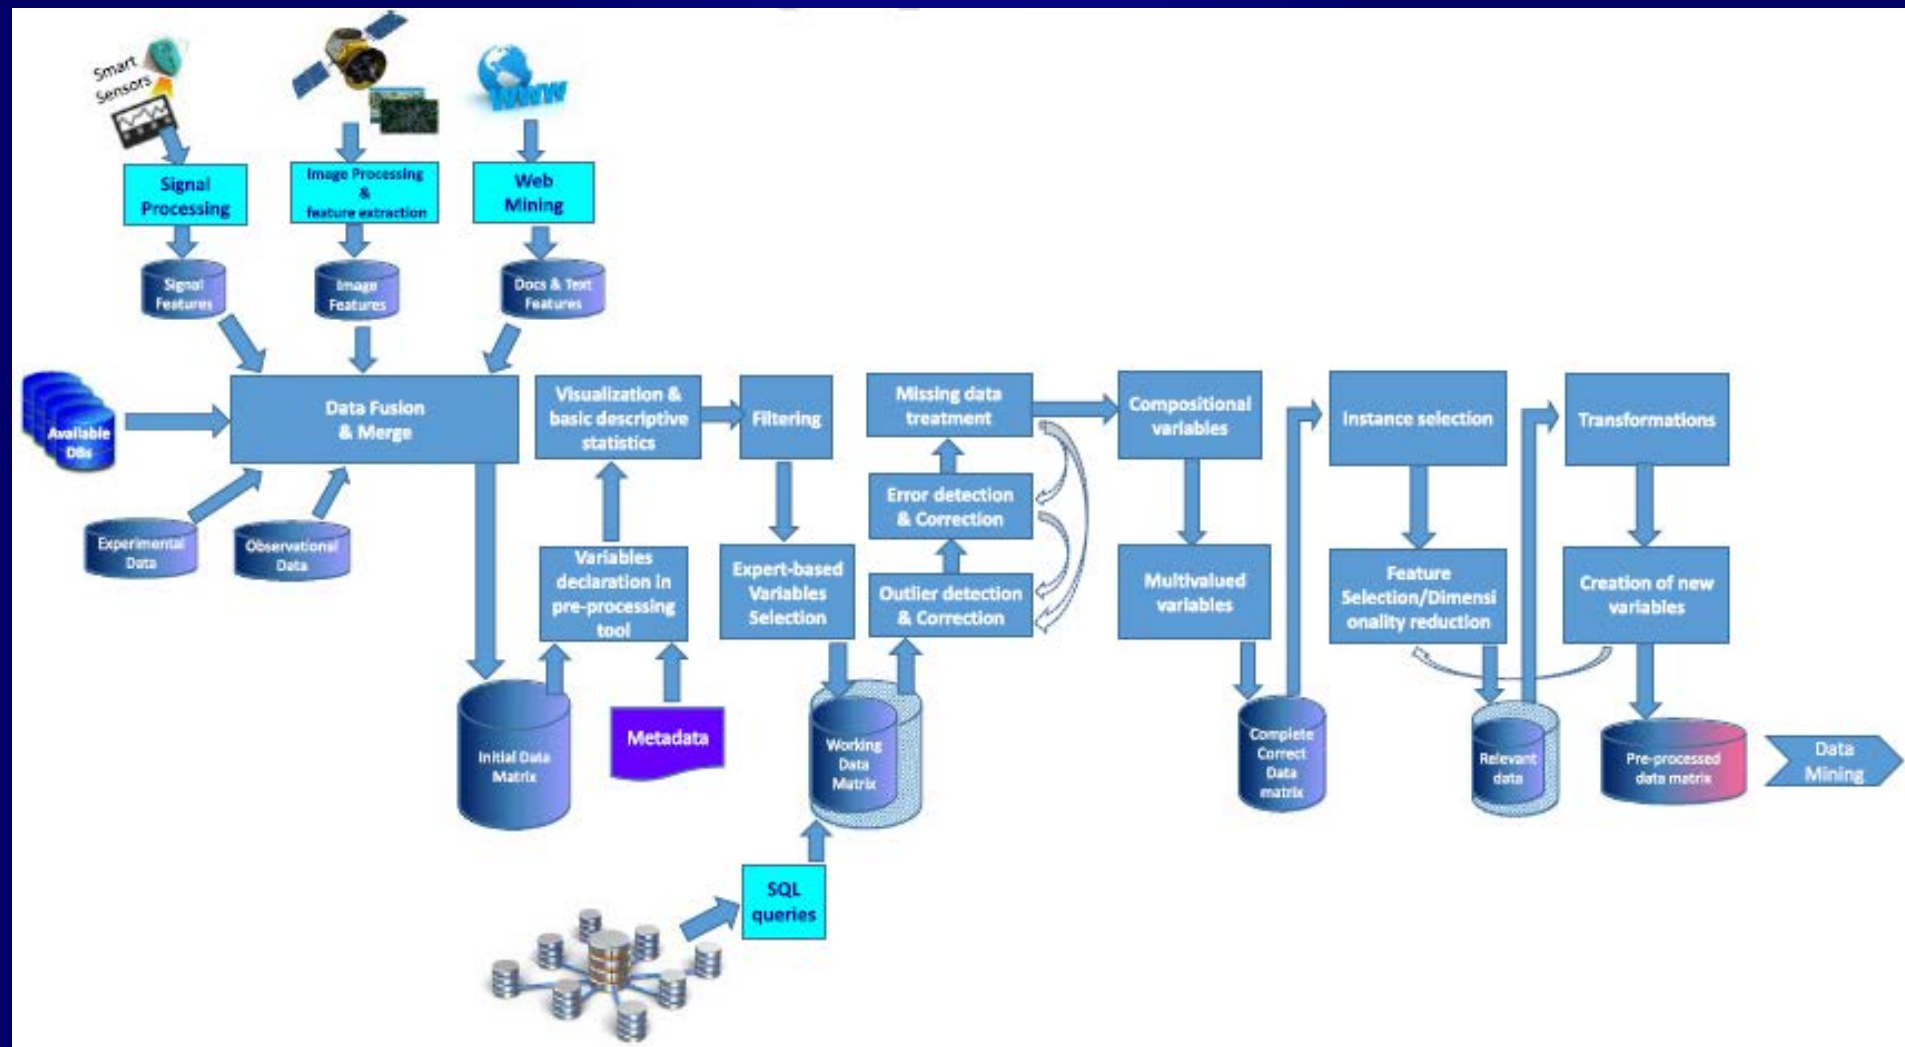 Smart
Sensors
WWW
Signal
Processing
Image Processing
&
feature extraction
Web
Mining
Signal
Features
Image
Features
Docs & Text
Features
Available
DBs
Data Fusion
& Merge
Experimental
Data
Observational
Data
Initial Data
Matrix
Visualization &
basic descriptive
statistics
Variables
declaration in
pre-processing
tool
Metadata
Filtering
Expert-based
Variables
Selection
Working
Data
Matrix
SQL
queries
Missing data
treatment
Error detection
& Correction
Outlier detection
& Correction
Compositional
variables
Multivalued
variables
Complete
Correct
Data
matrix
Instance selection
Feature
Selection/Dimensi
onality reduction
Relevant
data
Transformations
Creation of new
variables
Pre-processed
data matrix
Data
Mining